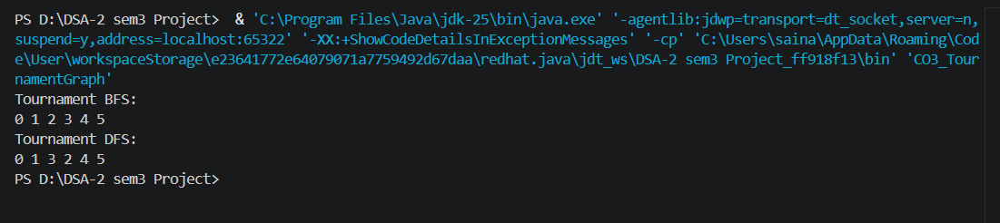 PS D:\DSA-2 sem3 Project>  & 'C:\Program Files\Java\jdk-25\bin\java.exe' '-agentlib:jdwp=transport=dt_socket,server=n,
suspend=y,address=localhost:65322' '-XX:+ShowCodeDetailsInExceptionMessages' '-cp' 'C:\Users\saina\AppData\Roaming\Cod
e\User\workspaceStorage\e23641772e64079071a7759492d67daa\redhat.java\jdt_ws\DSA-2 sem3 Project_ff918f13\bin' 'CO3_Tour
namentGraph'
Tournament BFS:
0 1 2 3 4 5
Tournament DFS:
0 1 3 2 4 5
PS D:\DSA-2 sem3 Project>